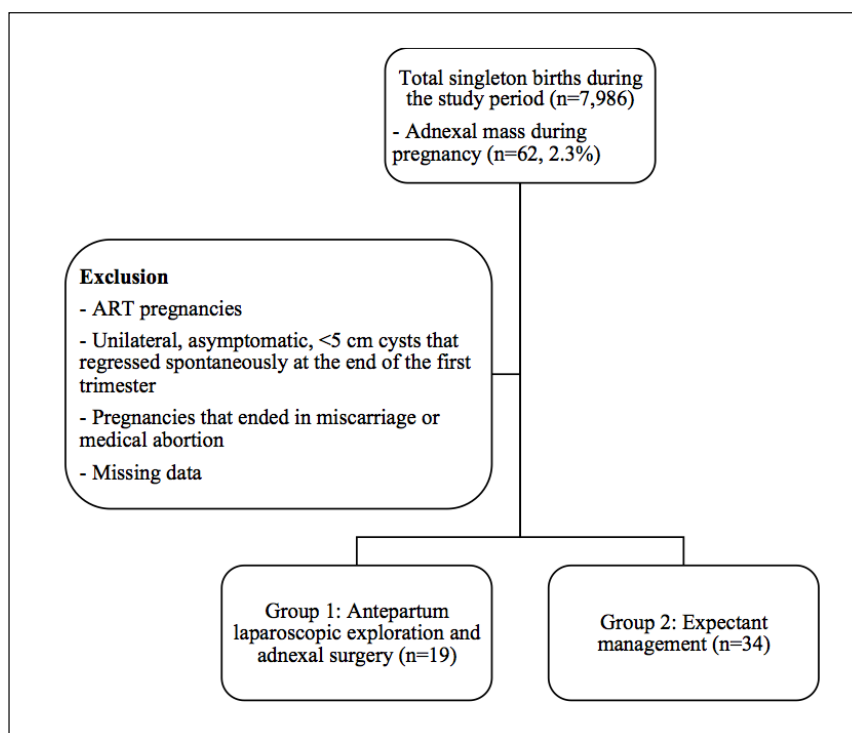 Total singleton births during
the study period (n=7,986)
- Adnexal mass during
pregnancy (n=62, 2.3%)
Exclusion
- ART pregnancies
- Unilateral, asymptomatic, <5 cm cysts that
regressed spontaneously at the end of the first
trimester
- Pregnancies that ended in miscarriage or
medical abortion
- Missing data
Group 1: Antepartum
laparoscopic exploration and
adnexal surgery (n=19)
Group 2: Expectant
management (n=34)